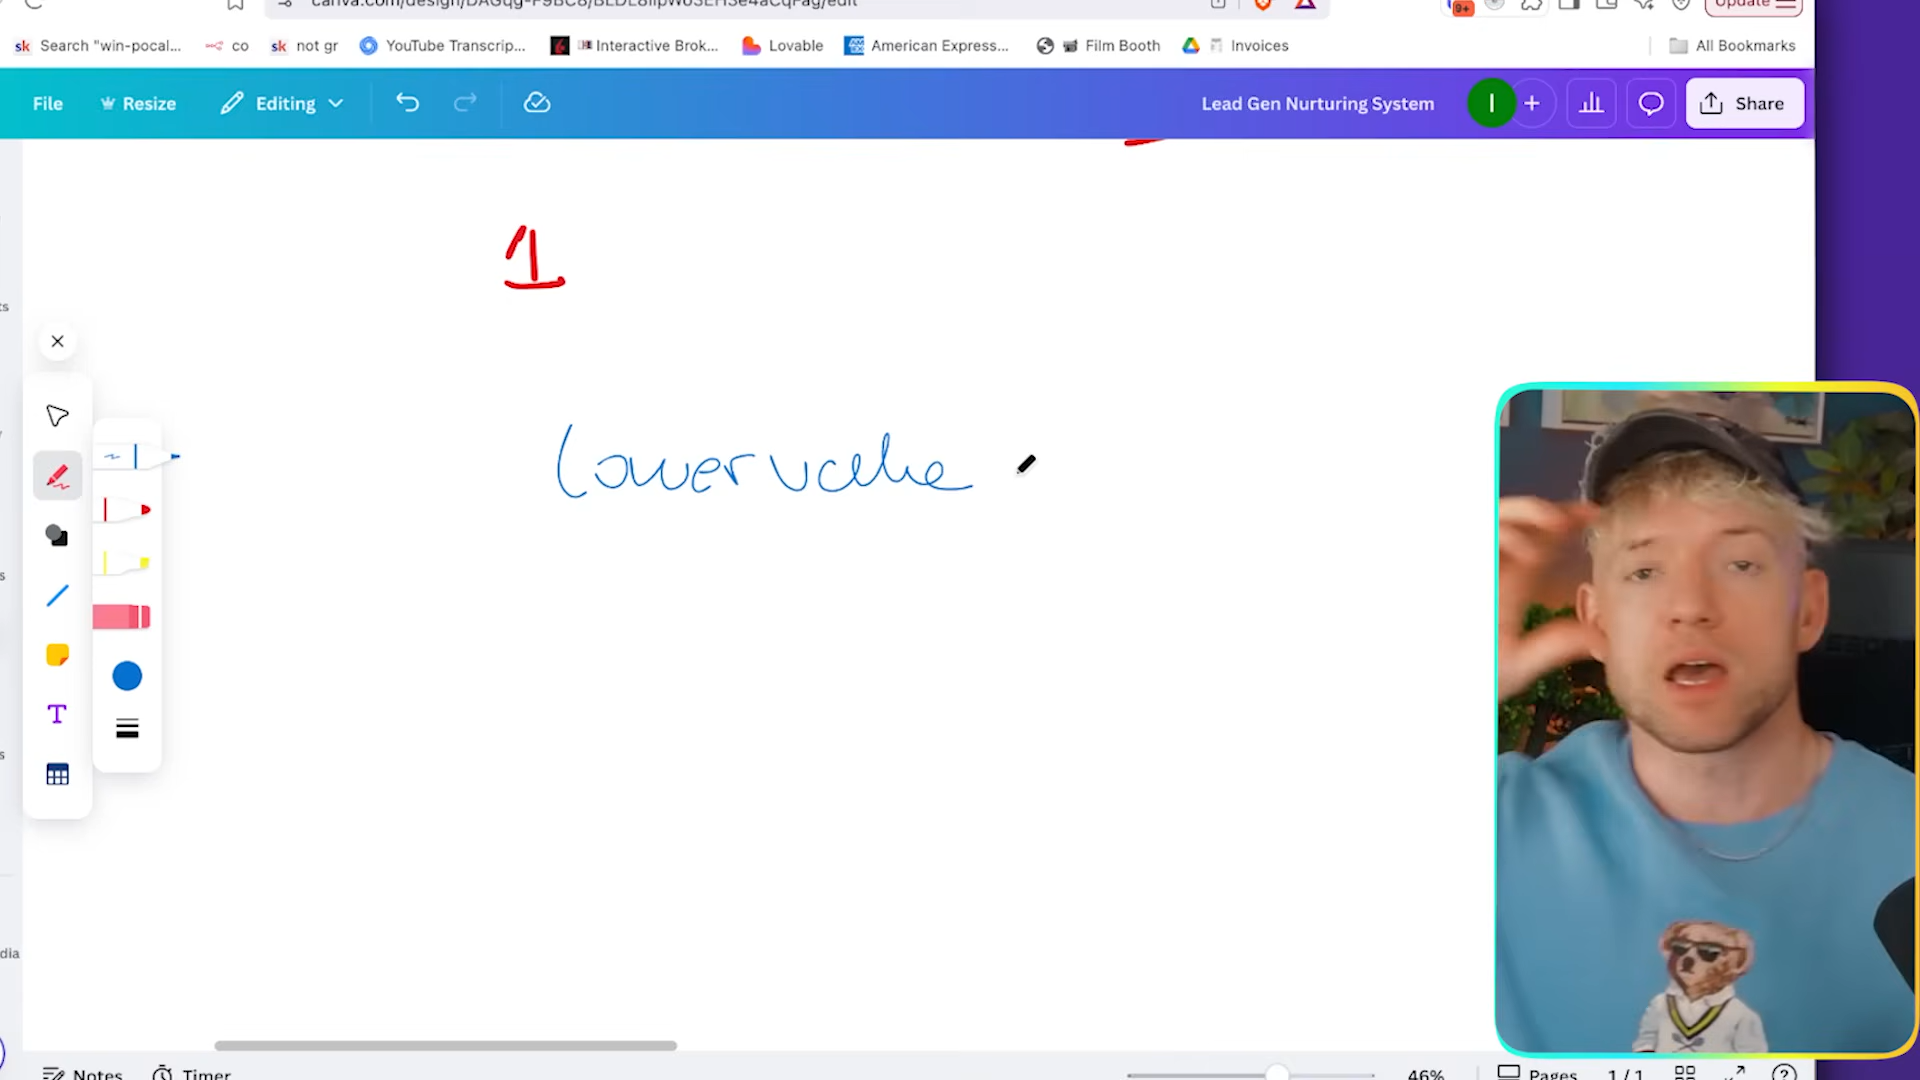 Update
Search "win-pocal... co not gr YouTube Transcrip... Interactive Brok... Lovable American Express... Film Booth Invoices All Bookmarks
File Resize Editing Lead Gen Nurturing System I + Share
1
lower value
T
Notes Timer 46% Pages 1/1